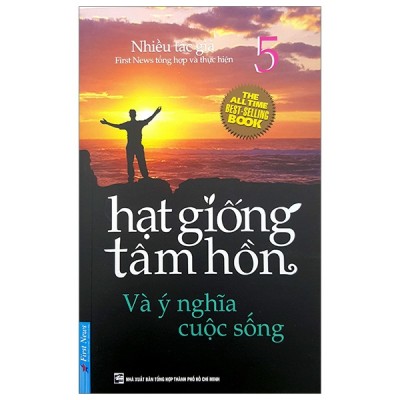 Nhiều tác giả
First News tổng hợp và thực hiện
5
THE
ALL TIME
BEST-SELLING
BOOK
hạt giống
tâm hồn
Và ý nghĩa
cuộc sống
First News
NHÀ XUẤT BẢN TỔNG HỢP THÀNH PHỐ HỒ CHÍ MINH